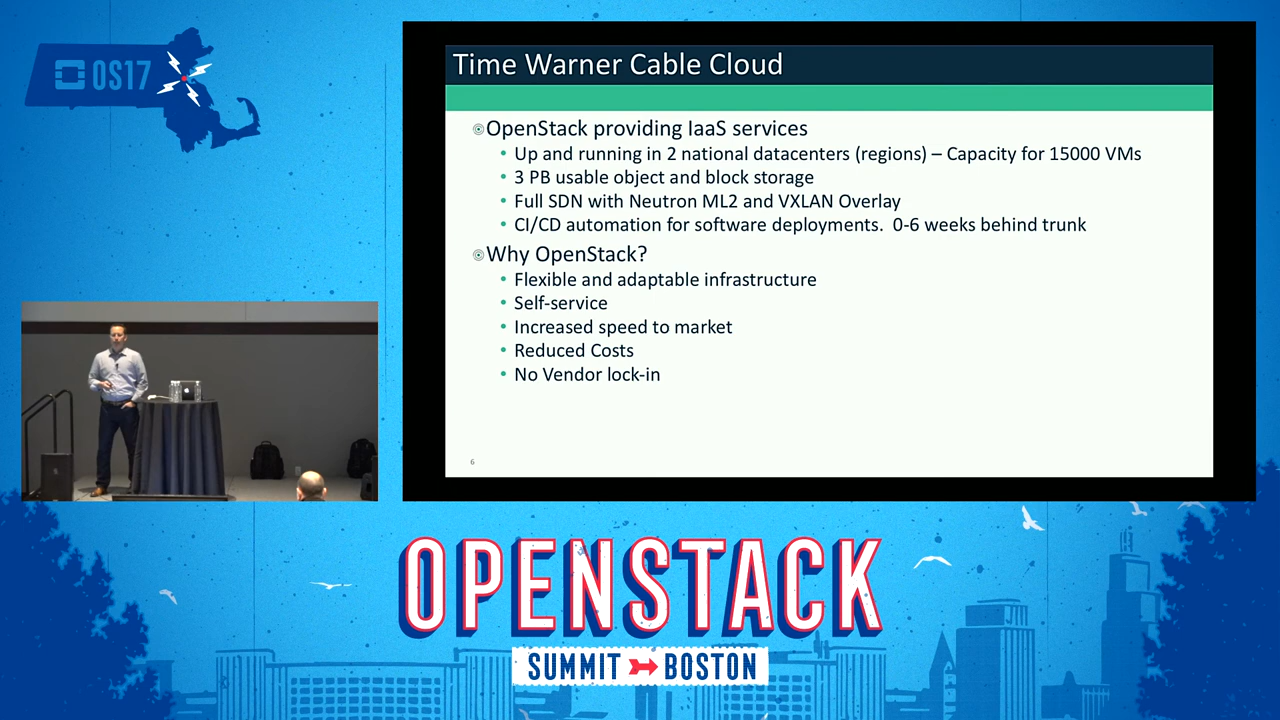 OS17
Time Warner Cable Cloud
OpenStack providing IaaS services
• Up and running in 2 national datacenters (regions) – Capacity for 15000 VMs
• 3 PB usable object and block storage
• Full SDN with Neutron ML2 and VXLAN Overlay
• CI/CD automation for software deployments. 0-6 weeks behind trunk
Why OpenStack?
• Flexible and adaptable infrastructure
• Self-service
• Increased speed to market
• Reduced Costs
• No Vendor lock-in
6
OPENSTACK
SUMMIT BOSTON